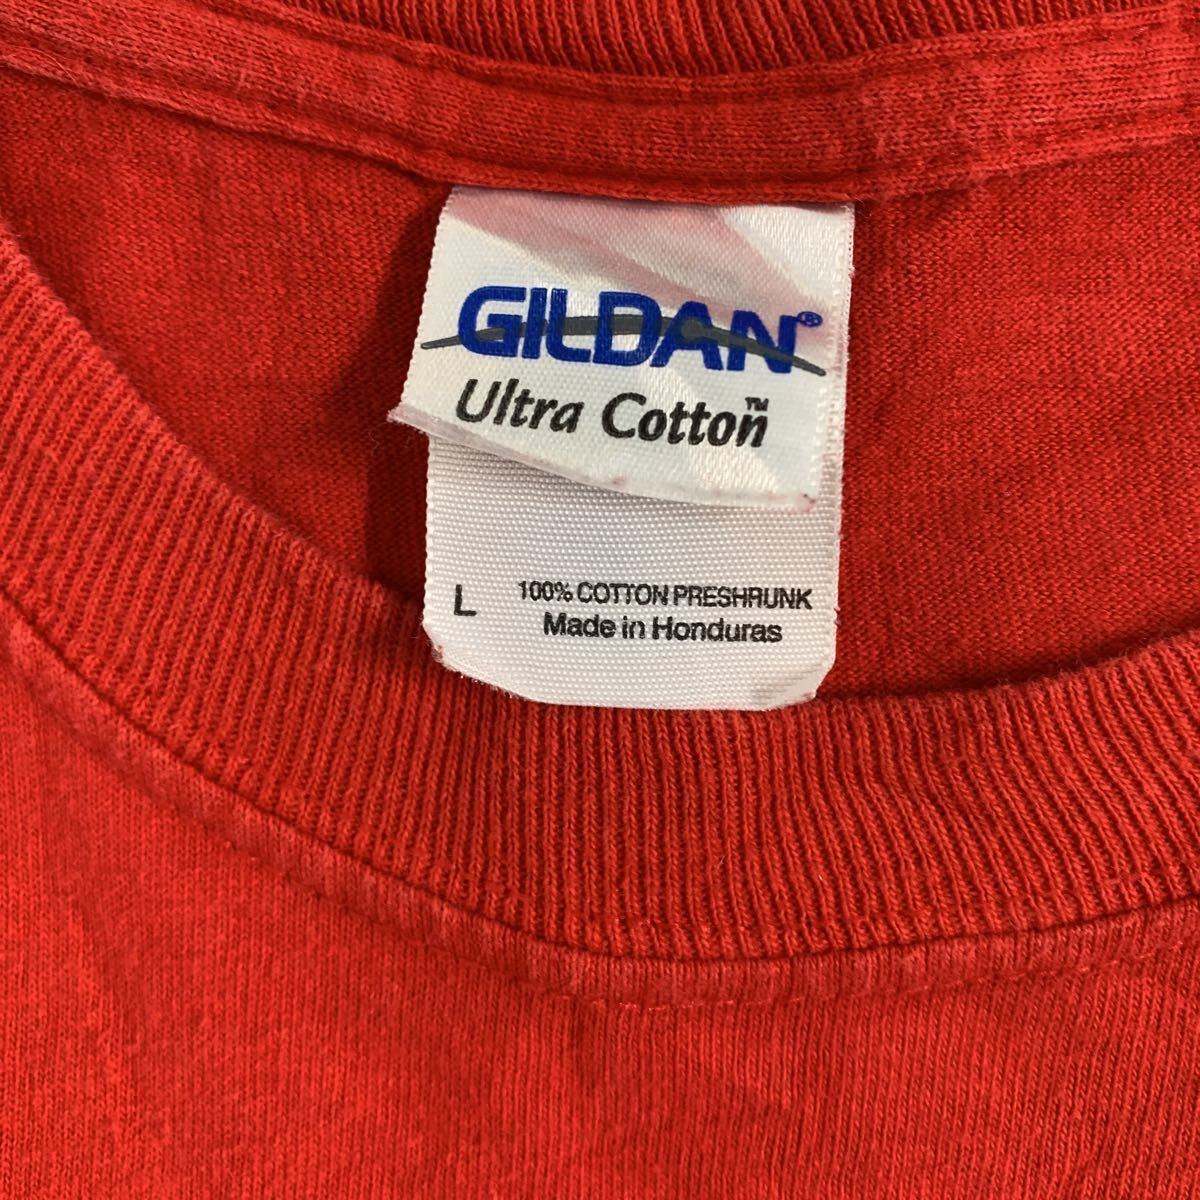 GILDAN®
Ultra Cotton™
L
100% COTTON PRESHRUNK
Made in Honduras